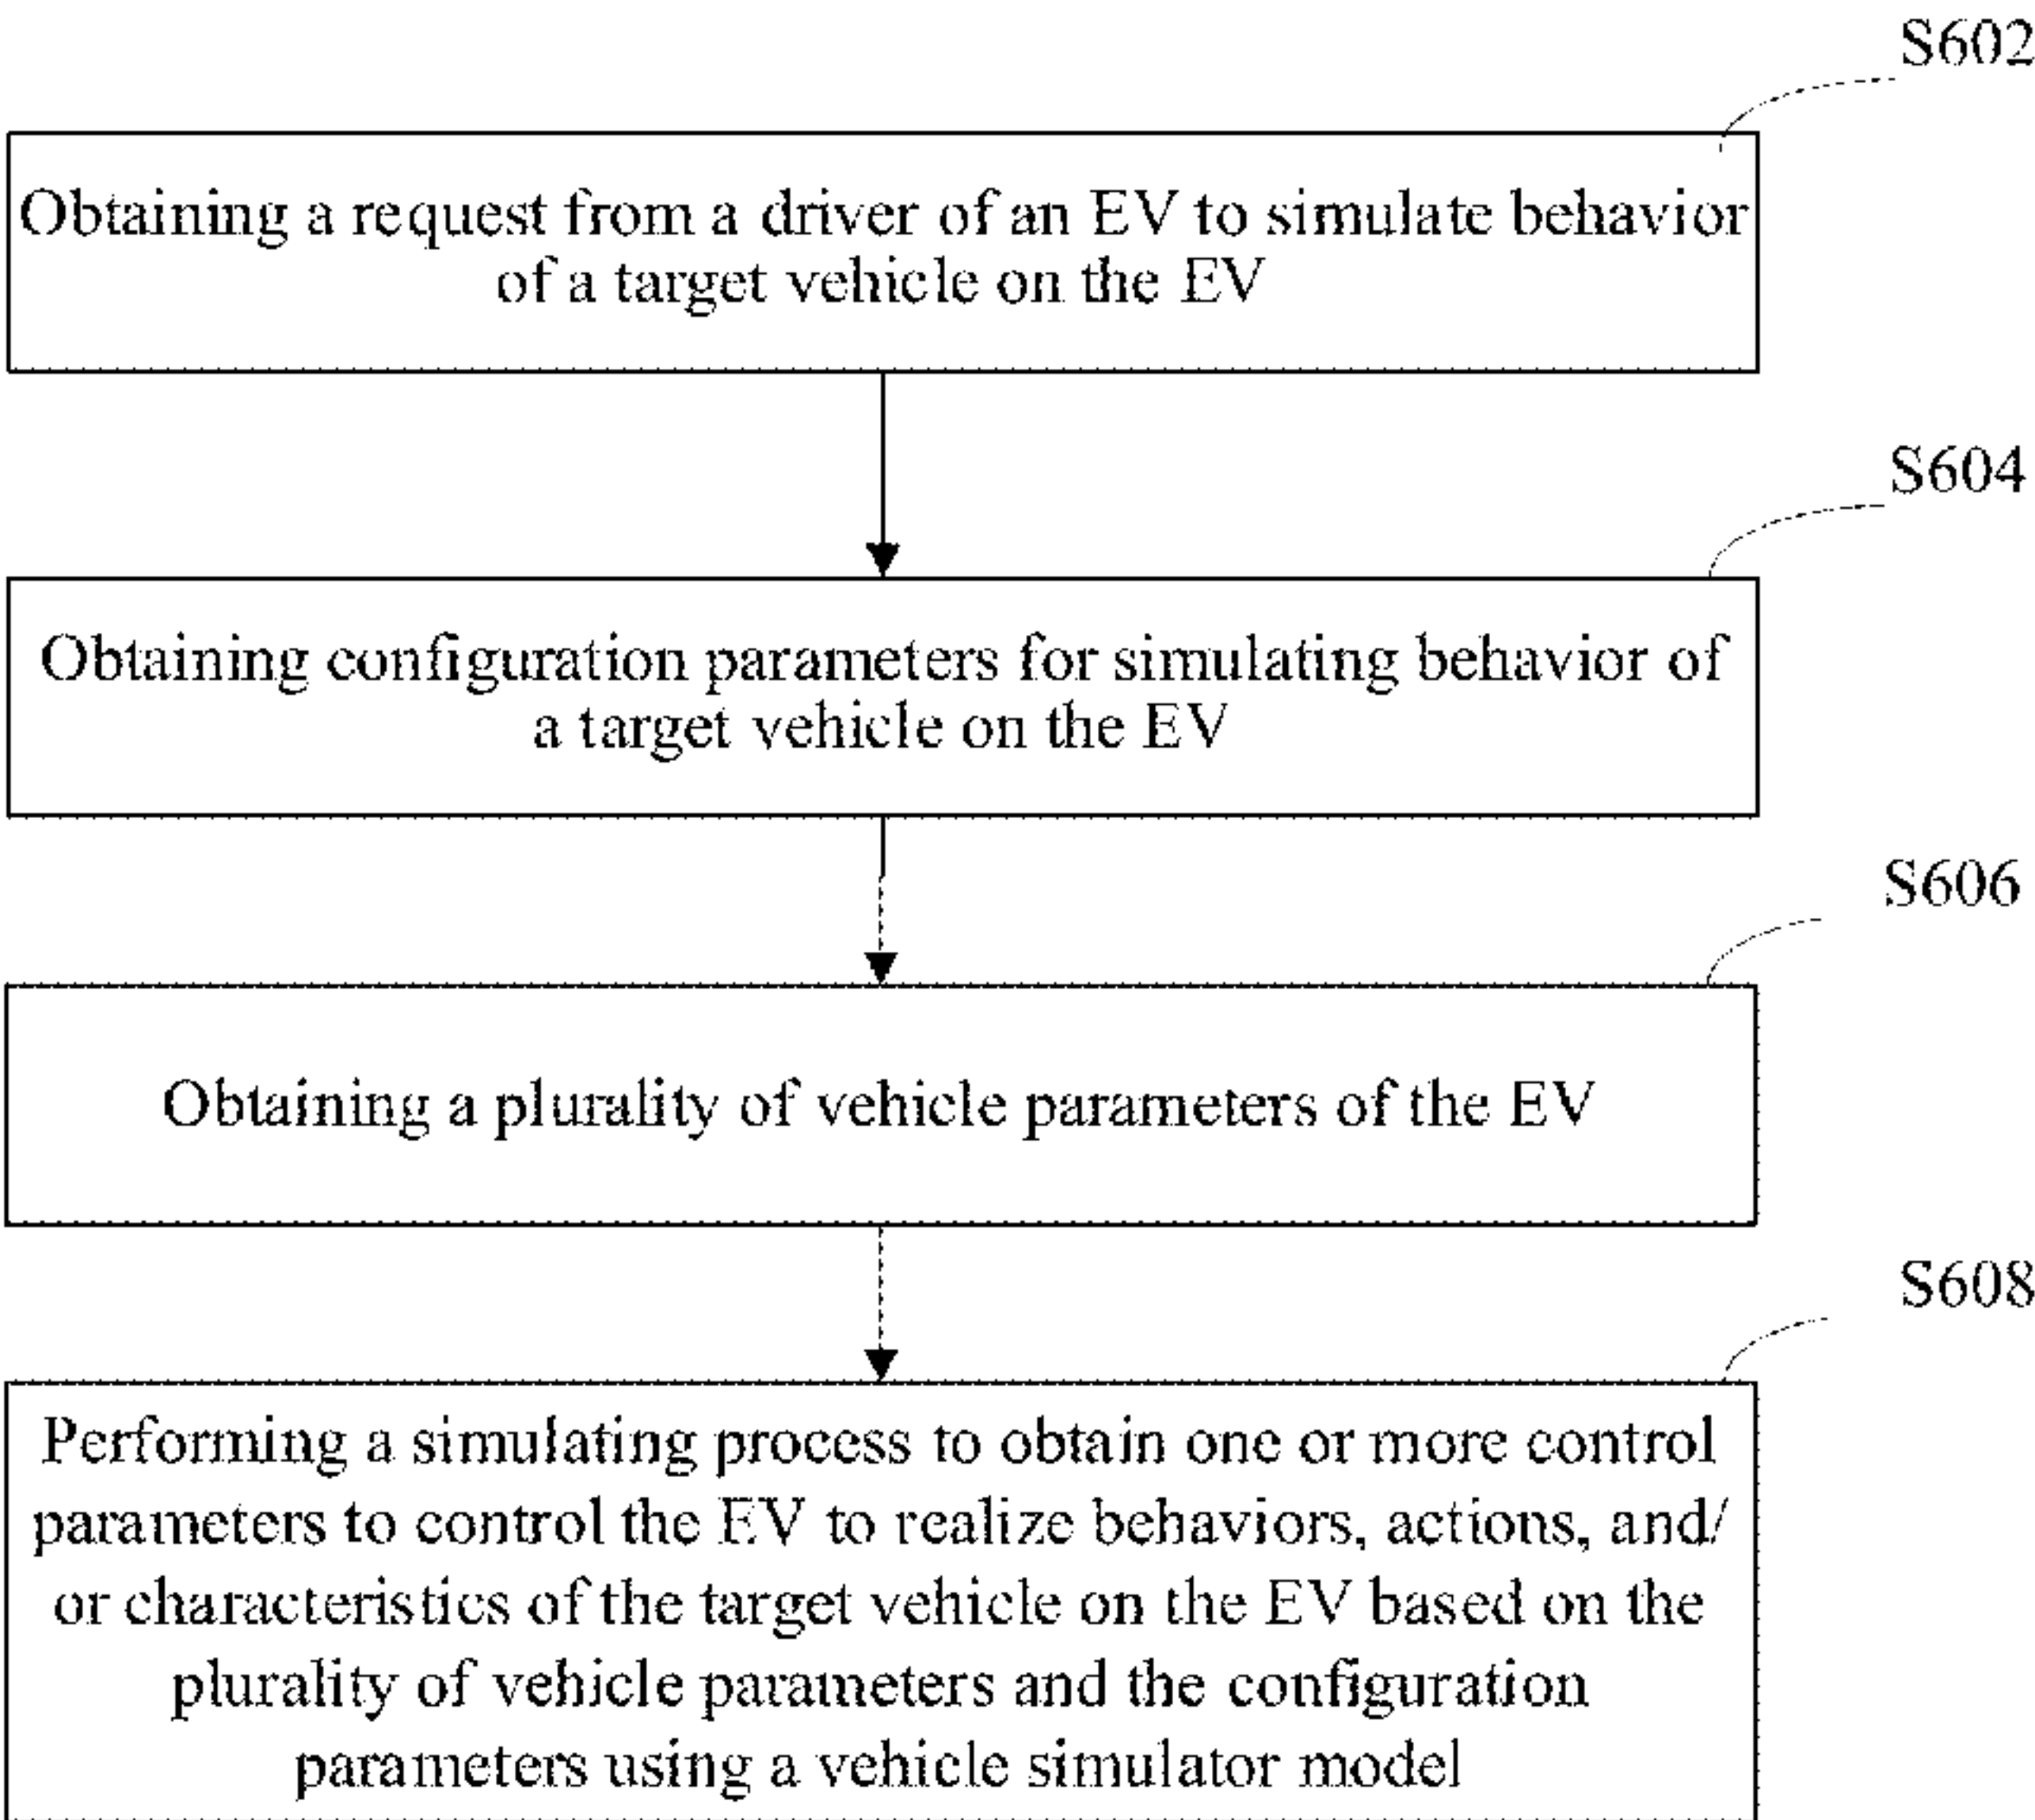 S602
Obtaining a request from a driver of an EV to simulate behavior
of a target vehicle on the EV
S604
Obtaining configuration parameters for simulating behavior of
a target vehicle on the EV
S606
Obtaining a plurality of vehicle parameters of the EV
S608
Performing a simulating process to obtain one or more control
parameters to control the EV to realize behaviors, actions, and/
or characteristics of the target vehicle on the EV based on the
plurality of vehicle parameters and the configuration
parameters using a vehicle simulator model